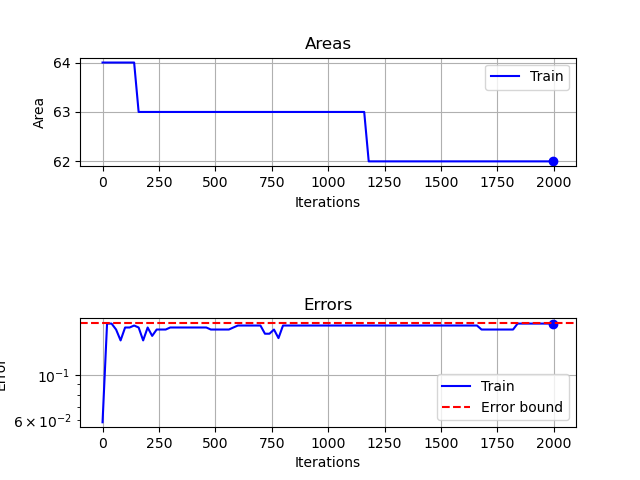 Areas
64
63
62
Area
Train
0 250 500 750 1000 1250 1500 1750 2000
Iterations
Errors
10⁻¹
6 × 10⁻²
Error
Train
Error bound
0 250 500 750 1000 1250 1500 1750 2000
Iterations